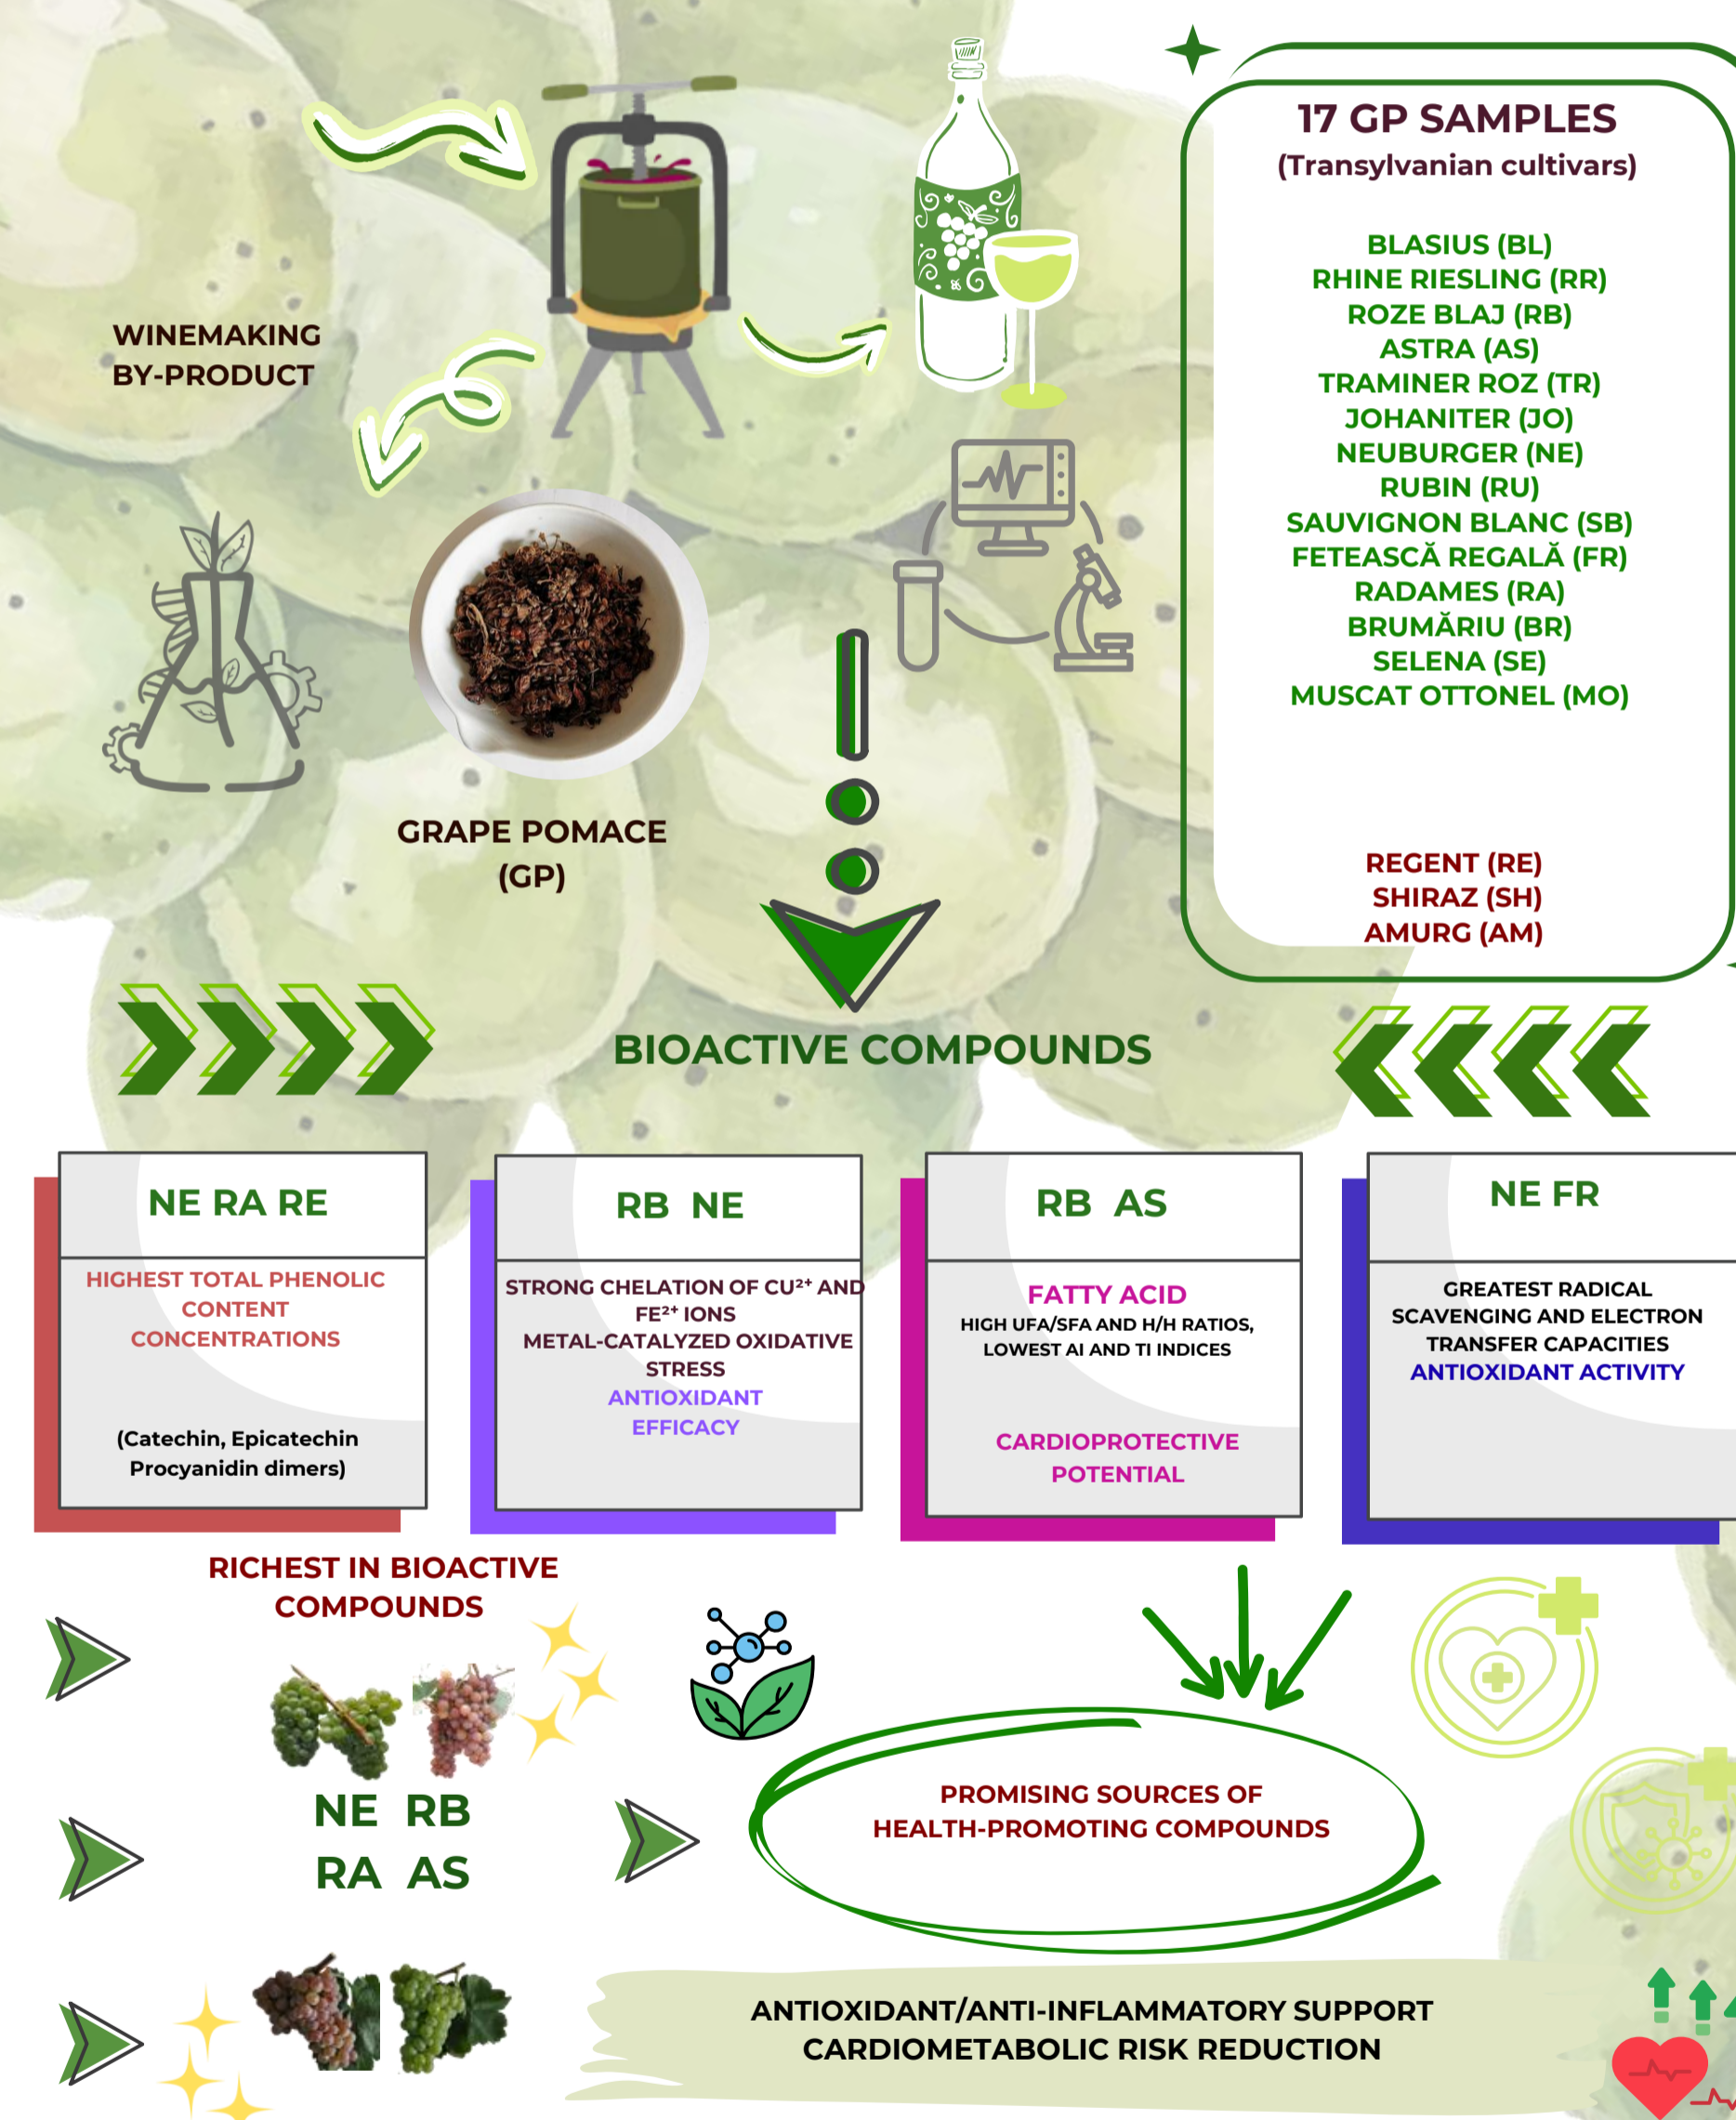 17 GP SAMPLES
(Transylvanian cultivars)
BLASIUS (BL)
RHINE RIESLING (RR)
ROZE BLAJ (RB)
ASTRA (AS)
TRAMINER ROZ (TR)
JOHANITER (JO)
NEUBURGER (NE)
RUBIN (RU)
SAUVIGNON BLANC (SB)
FETEASCĂ REGALĂ (FR)
RADAMES (RA)
BRUMĂRIU (BR)
SELENA (SE)
MUSCAT OTTONEL (MO)
REGENT (RE)
SHIRAZ (SH)
AMURG (AM)
WINEMAKING
BY-PRODUCT
GRAPE POMACE
(GP)
BIOACTIVE COMPOUNDS
NE RA RE
HIGHEST TOTAL PHENOLIC
CONTENT
CONCENTRATIONS
(Catechin, Epicatechin
Procyanidin dimers)
RB NE
STRONG CHELATION OF CU²⁺ AND
FE²⁺ IONS
METAL-CATALYZED OXIDATIVE
STRESS
ANTIOXIDANT
EFFICACY
RB AS
FATTY ACID
HIGH UFA/SFA AND H/H RATIOS,
LOWEST AI AND TI INDICES
CARDIOPROTECTIVE
POTENTIAL
NE FR
GREATEST RADICAL
SCAVENGING AND ELECTRON
TRANSFER CAPACITIES
ANTIOXIDANT ACTIVITY
RICHEST IN BIOACTIVE
COMPOUNDS
NE RB
RA AS
PROMISING SOURCES OF
HEALTH-PROMOTING COMPOUNDS
ANTIOXIDANT/ANTI-INFLAMMATORY SUPPORT
CARDIOMETABOLIC RISK REDUCTION